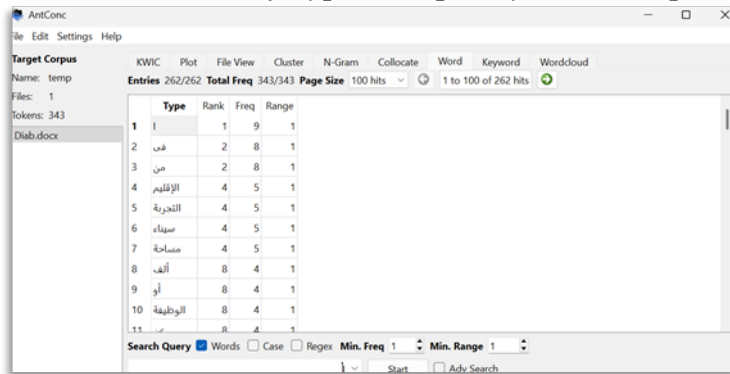 AntConc
File Edit Settings Help
Target Corpus
Name: temp
Files: 1
Tokens: 343
Diab.docx
KWIC Plot File View Cluster N-Gram Collocate Word Keyword Wordcloud
Entries 262/262 Total Freq 343/343 Page Size 100 hits 1 to 100 of 262 hits
Type Rank Freq Range
1 ا 1 9 1
2 فى 2 8 1
3 من 2 8 1
4 الإقليم 4 5 1
5 التجربة 4 5 1
6 سيناء 4 5 1
7 مساحة 4 5 1
8 ألف 8 4 1
9 أو 8 4 1
10 الوظيفة 8 4 1
11 8 4 1
Search Query Words Case Regex Min. Freq 1 Min. Range 1
Start Adv Search